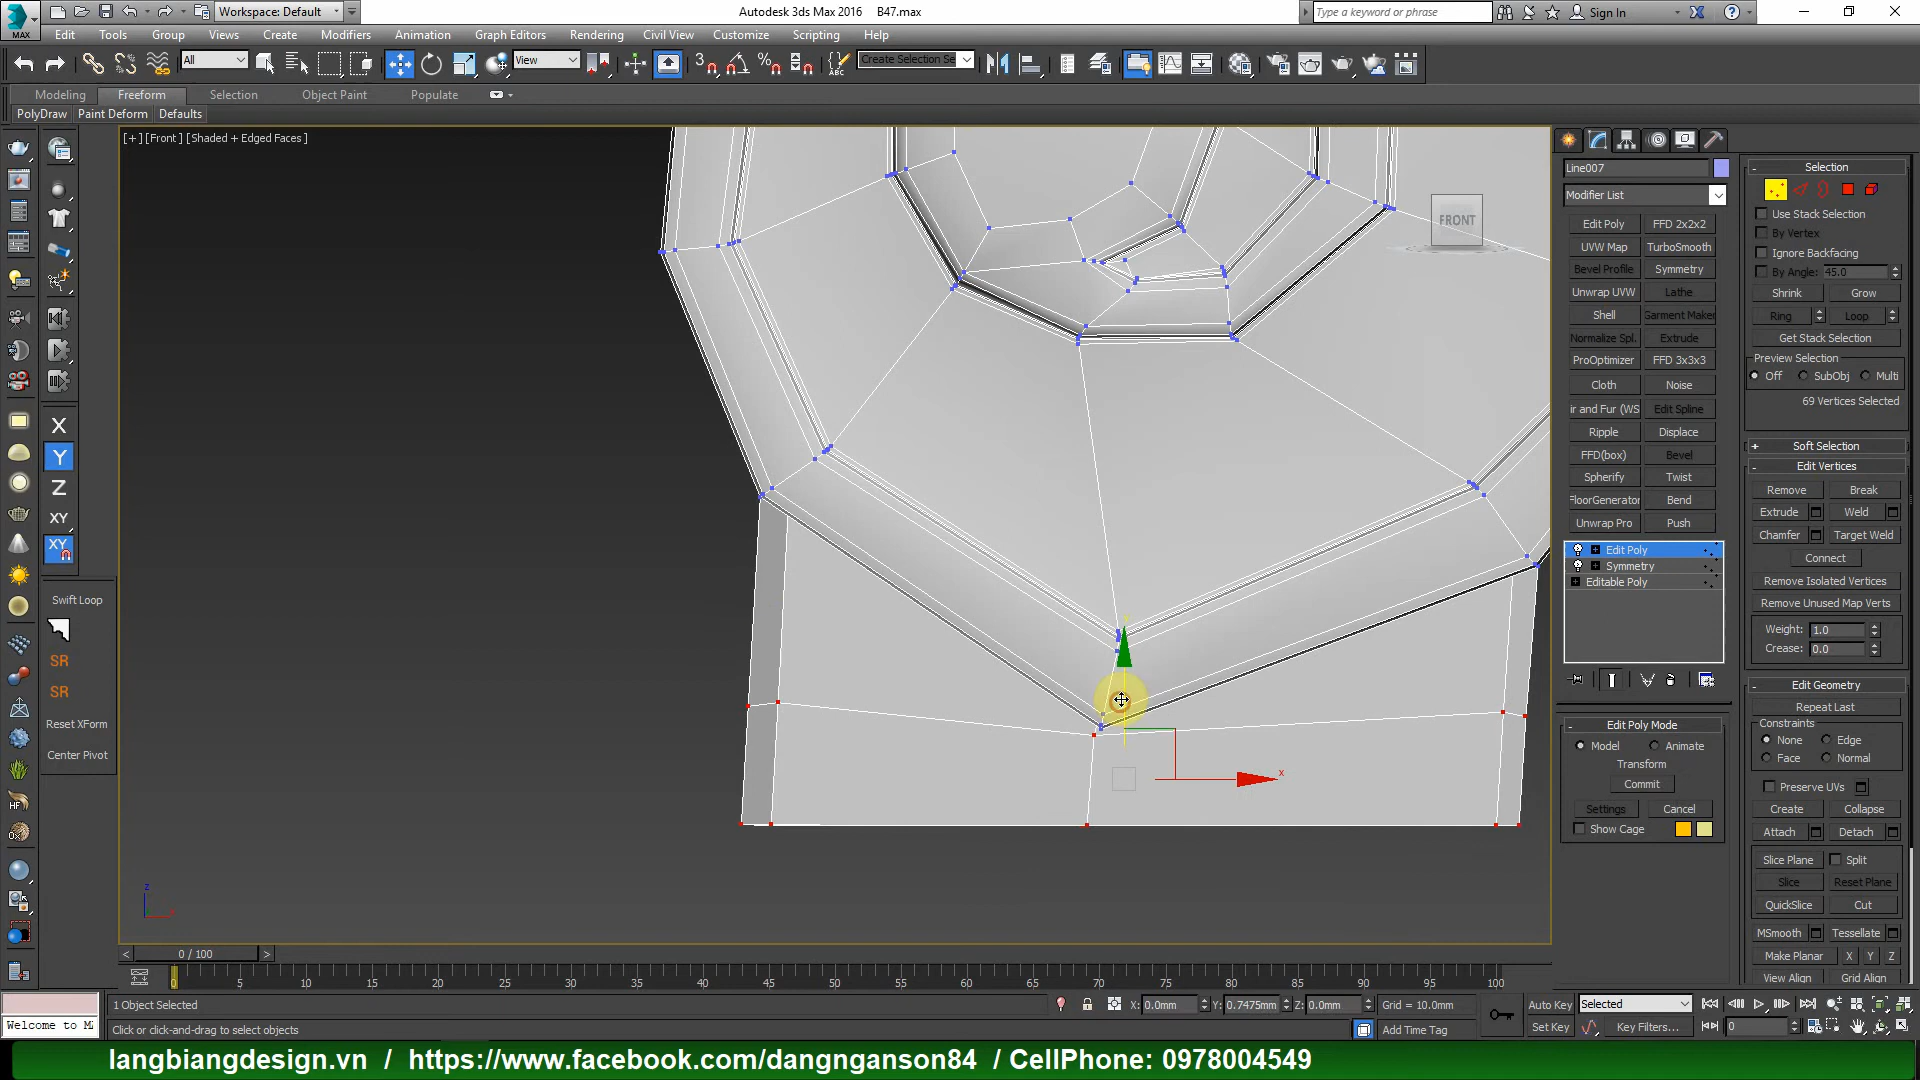 Workspace: Default
Autodesk 3ds Max 2016    B47.max
Type a keyword or phrase
Sign In
MAX
Edit
Tools
Group
Views
Create
Modifiers
Animation
Graph Editors
Rendering
Civil View
Customize
Scripting
Help
All
View
Create Selection Se
Modeling
Freeform
Selection
Object Paint
Populate
PolyDraw
Paint Deform
Defaults
[+] [Front] [Shaded + Edged Faces]
FRONT
X
Y
Z
XY
XY
Swift Loop
SR
SR
Reset XForm
Center Pivot
x
z
Line007
Modifier List
Edit Poly
FFD 2x2x2
UVW Map
TurboSmooth
Bevel Profile
Symmetry
Unwrap UVW
Lathe
Shell
Garment Maker
Normalize Spl.
Extrude
ProOptimizer
FFD 3x3x3
Cloth
Noise
ir and Fur (WS
Edit Spline
Ripple
Displace
FFD(box)
Bevel
Spherify
Twist
FloorGenerator
Bend
Unwrap Pro
Push
Edit Poly
Symmetry
Editable Poly
Edit Poly Mode
Model
Animate
Transform
Commit
Settings
Cancel
Show Cage
Selection
Use Stack Selection
By Vertex
Ignore Backfacing
By Angle: 45.0
Shrink
Grow
Ring
Loop
Get Stack Selection
Preview Selection
Off
SubObj
Multi
69 Vertices Selected
Soft Selection
Edit Vertices
Remove
Break
Extrude
Weld
Chamfer
Target Weld
Connect
Remove Isolated Vertices
Remove Unused Map Verts
Weight: 1.0
Crease: 0.0
Edit Geometry
Repeat Last
Constraints
None
Edge
Face
Normal
Preserve UVs
Create
Collapse
Attach
Detach
Slice Plane
Split
Slice
Reset Plane
QuickSlice
Cut
MSmooth
Tessellate
Make Planar
X
Y
Z
View Align
Grid Align
0 / 100
0 5 10 15 20 25 30 35 40 45 50 55 60 65 70 75 80 85 90 95 100
1 Object Selected
X: 0.0mm
Y: 0.7475mm
Z: 0.0mm
Grid = 10.0mm
Auto Key
Selected
Welcome to M
Click or click-and-drag to select objects
Add Time Tag
Set Key
Key Filters...
0
langbiangdesign.vn / https://www.facebook.com/dangnganson84 / CellPhone: 0978004549